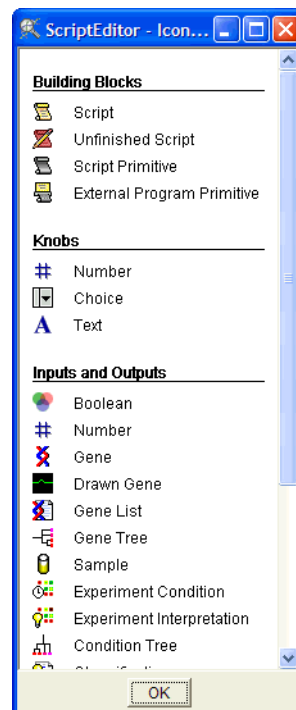 ScriptEditor - Icon...
Building Blocks
Script
Unfinished Script
Script Primitive
External Program Primitive
Knobs
Number
Choice
A Text
Inputs and Outputs
Boolean
Number
Gene
Drawn Gene
Gene List
Gene Tree
Sample
Experiment Condition
Experiment Interpretation
Condition Tree
OK